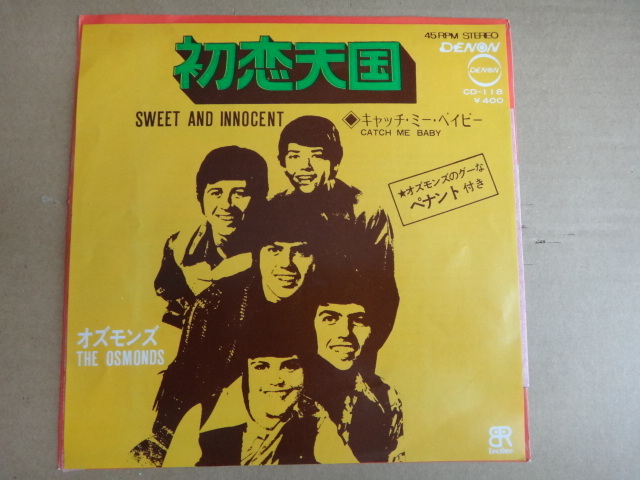 45 RPM STEREO
DENON
DENON
CD-118
¥400
初恋天国
SWEET AND INNOCENT
◈キャッチ・ミー・ベイビー
CATCH ME BABY
★オズモンズのグーな
ペナント付き
オズモンズ
THE OSMONDS